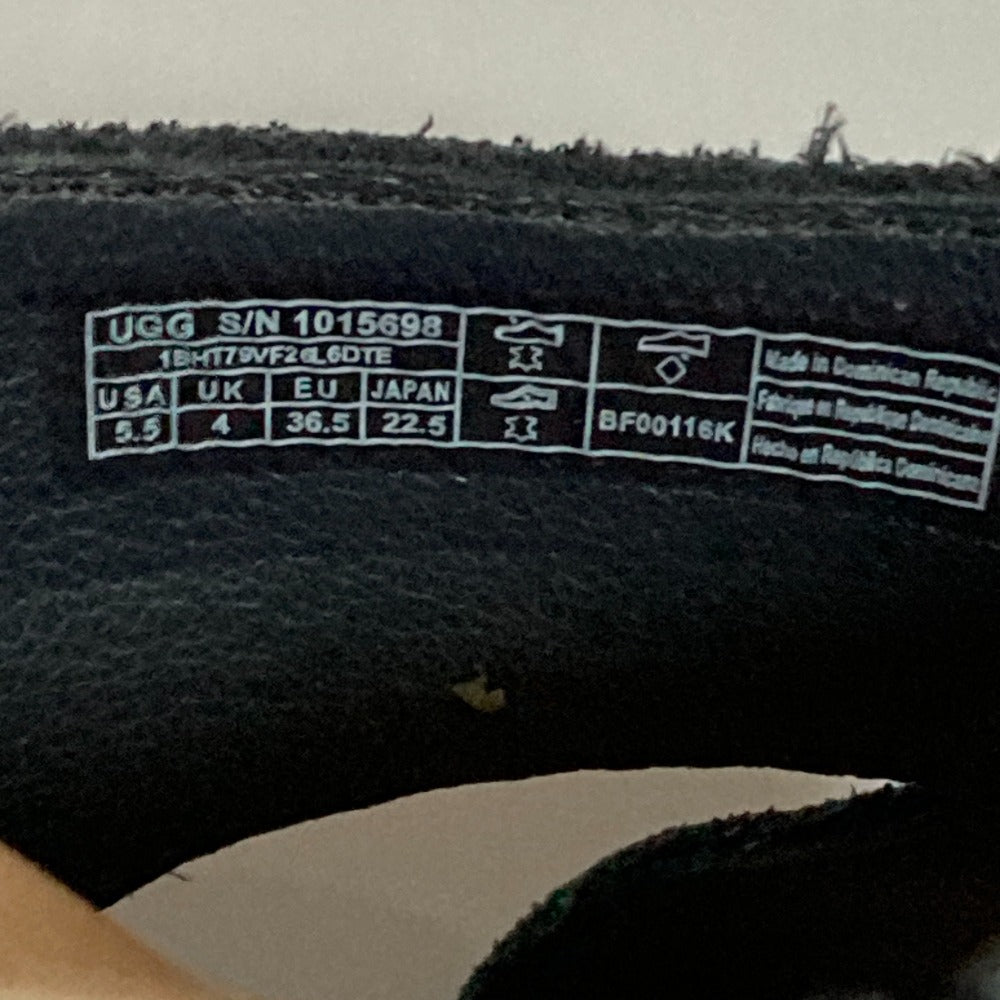 UGG S/N 1015698
USA UK EU JAPAN
5.5 4 36.5 22.5
BF00116K
Made in Dominican Republic
Fabriqué en République Dominicaine
Hecho en República Dominicana